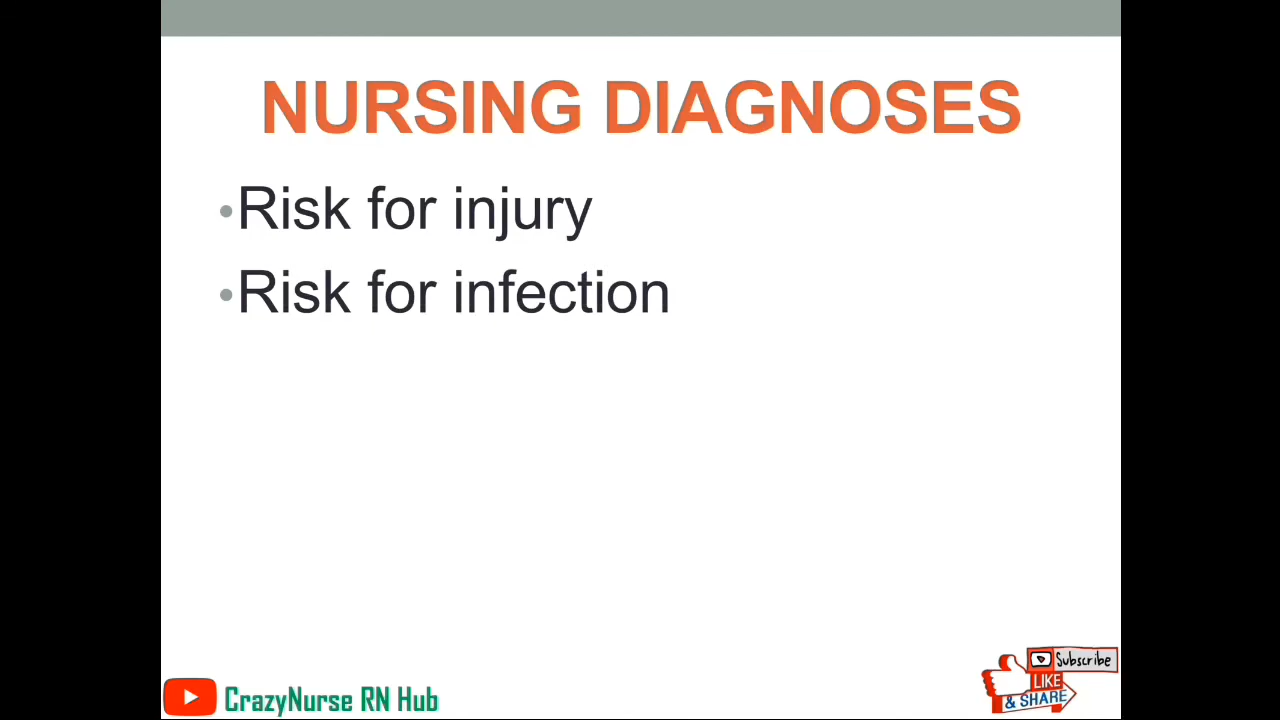 NURSING DIAGNOSES
•Risk for injury
•Risk for infection
Subscribe
LIKE
& SHARE
CrazyNurse RN Hub